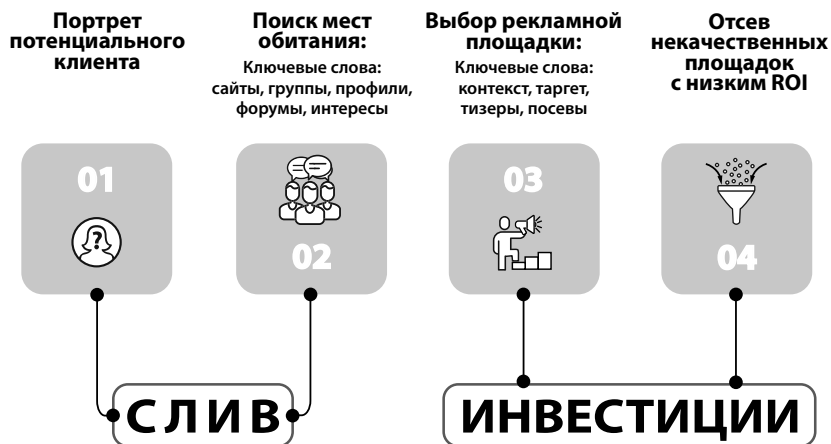 Портрет
потенциального
клиента
Поиск мест
обитания:
Ключевые слова:
сайты, группы, профили,
форумы, интересы
Выбор рекламной
площадки:
Ключевые слова:
контекст, таргет,
тизеры, посевы
Отсев
некачественных
площадок
с низким ROI
01
?
02
03
04
СЛИВ
ИНВЕСТИЦИИ